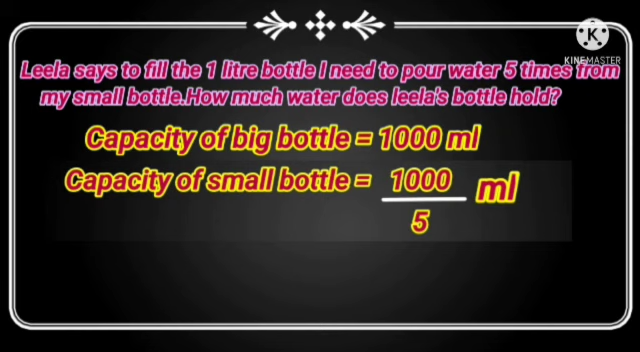 K
KINEMASTER
Leela says to fill the 1 litre bottle I need to pour water 5 times from
my small bottle.How much water does leela's bottle hold?
Capacity of big bottle = 1000 ml
Capacity of small bottle = 1000 ml
5